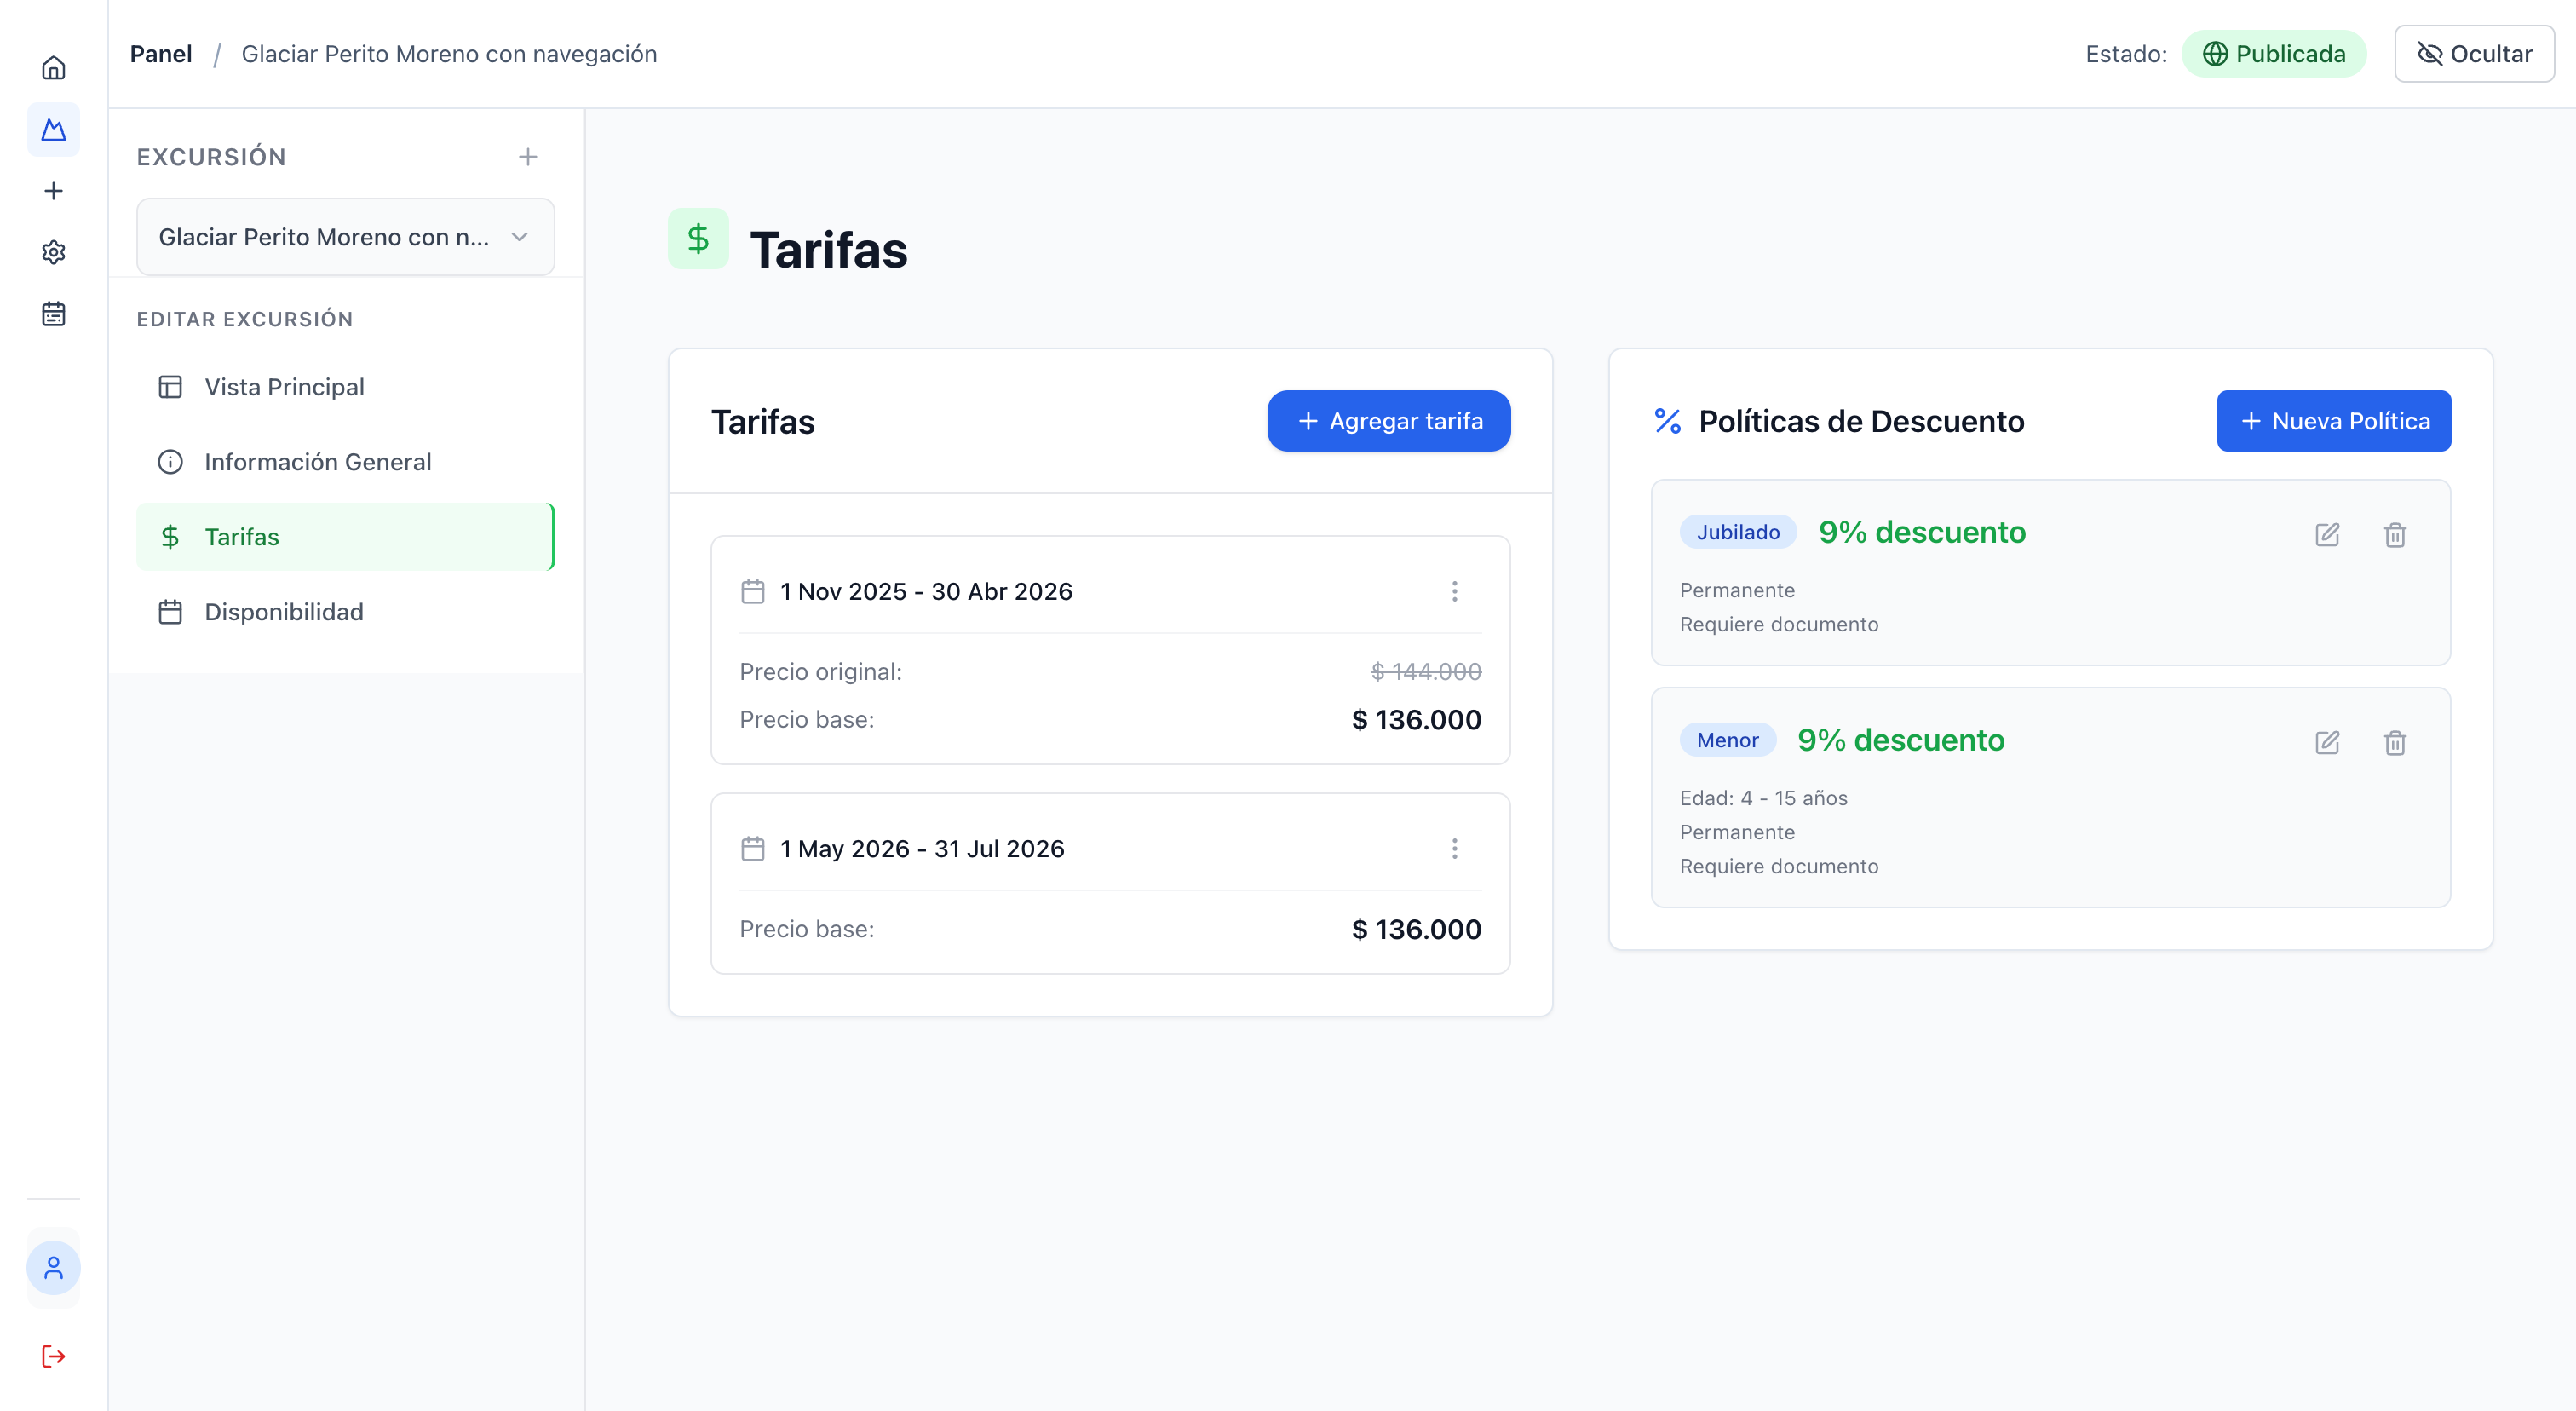 Panel / Glaciar Perito Moreno con navegación
Estado: Publicada Ocultar
EXCURSIÓN
Glaciar Perito Moreno con n...
EDITAR EXCURSIÓN
Vista Principal
Información General
Tarifas
Disponibilidad
Tarifas
Tarifas
Agregar tarifa
1 Nov 2025 - 30 Abr 2026
Precio original: $ 144.000
Precio base: $ 136.000
1 May 2026 - 31 Jul 2026
Precio base: $ 136.000
Políticas de Descuento
Nueva Política
Jubilado 9% descuento
Permanente
Requiere documento
Menor 9% descuento
Edad: 4 - 15 años
Permanente
Requiere documento